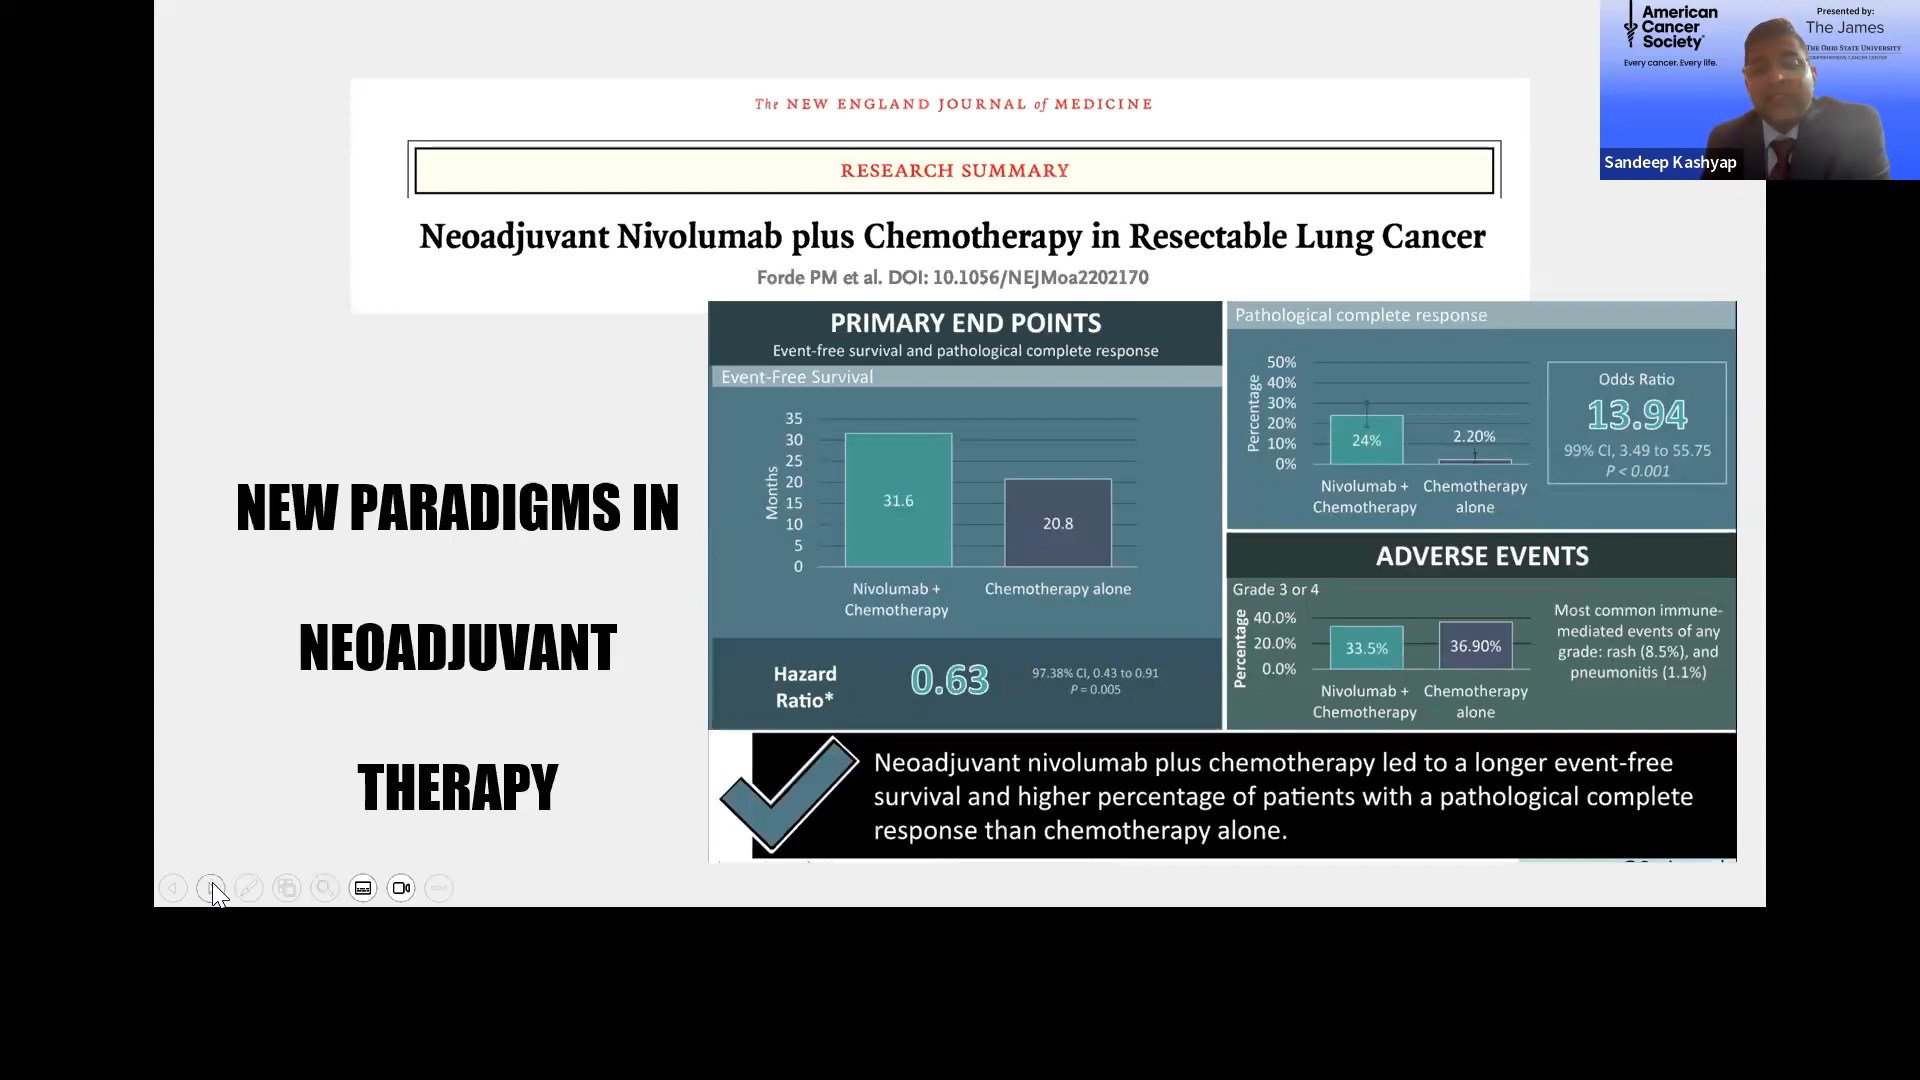 American
Cancer
Society
Every cancer. Every life.
Presented by:
The James
THE OHIO STATE UNIVERSITY
COMPREHENSIVE CANCER CENTER
Sandeep Kashyap
The NEW ENGLAND JOURNAL of MEDICINE
RESEARCH SUMMARY
Neoadjuvant Nivolumab plus Chemotherapy in Resectable Lung Cancer
Forde PM et al. DOI: 10.1056/NEJMoa2202170
NEW PARADIGMS IN
NEOADJUVANT
THERAPY
PRIMARY END POINTS
Event-free survival and pathological complete response
Event-Free Survival
Months
35
30
25
20
15
10
5
0
31.6
20.8
Nivolumab +
Chemotherapy
Chemotherapy alone
Hazard
Ratio*
0.63
97.38% CI, 0.43 to 0.91
P = 0.005
Pathological complete response
Percentage
50%
40%
30%
20%
10%
0%
24%
2.20%
Nivolumab +
Chemotherapy
Chemotherapy
alone
Odds Ratio
13.94
99% CI, 3.49 to 55.75
P < 0.001
ADVERSE EVENTS
Grade 3 or 4
Percentage
40.0%
20.0%
0.0%
33.5%
36.90%
Nivolumab +
Chemotherapy
Chemotherapy
alone
Most common immune-
mediated events of any
grade: rash (8.5%), and
pneumonitis (1.1%)
Neoadjuvant nivolumab plus chemotherapy led to a longer event-free
survival and higher percentage of patients with a pathological complete
response than chemotherapy alone.